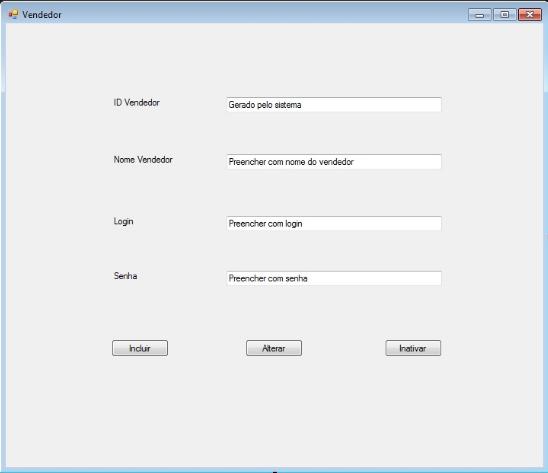 Vendedor
ID Vendedor Gerado pelo sistema
Nome Vendedor Preencher com nome do vendedor
Login Preencher com login
Senha Preencher com senha
Incluir Alterar Inativar